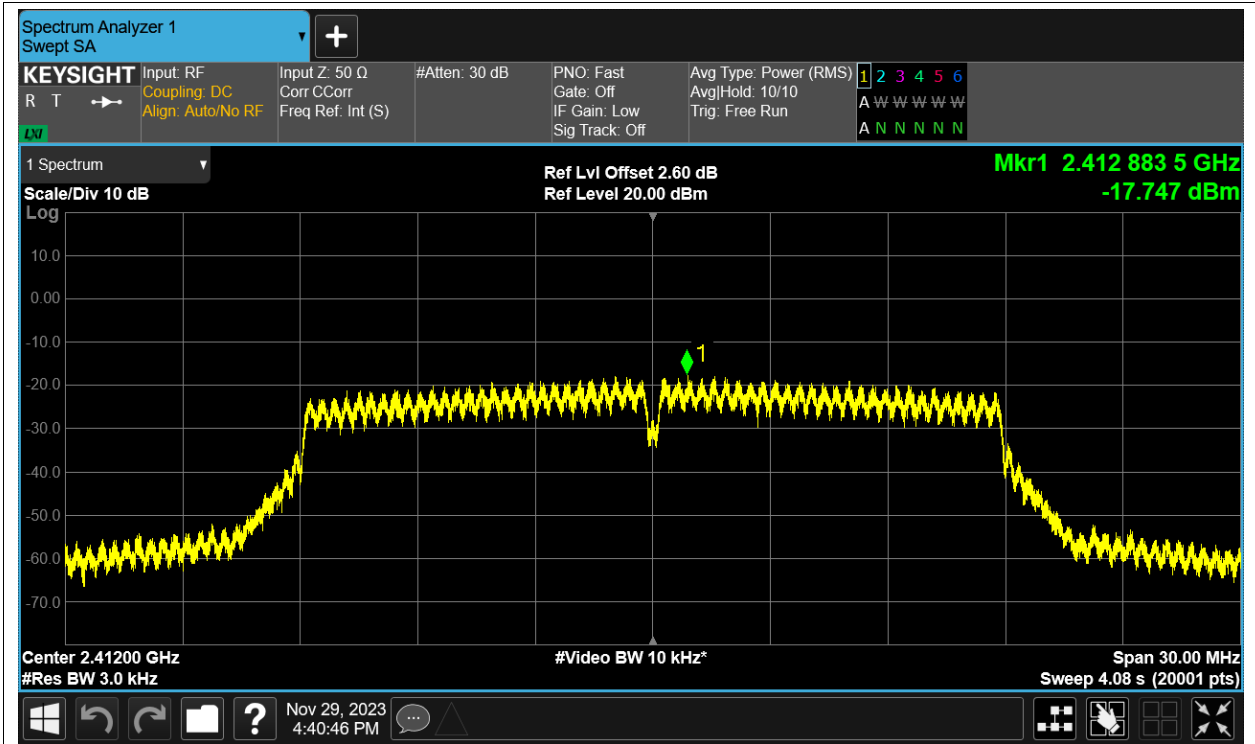 Spectrum Analyzer 1
Swept SA
+
KEYSIGHT
R T
LXI
Input: RF
Coupling: DC
Align: Auto/No RF
Input Z: 50 Ω
Corr CCorr
Freq Ref: Int (S)
#Atten: 30 dB
PNO: Fast
Gate: Off
IF Gain: Low
Sig Track: Off
Avg Type: Power (RMS)
Avg|Hold: 10/10
Trig: Free Run
1 2 3 4 5 6
A W W W W W
A N N N N N
1 Spectrum
Scale/Div 10 dB
Ref Lvl Offset 2.60 dB
Ref Level 20.00 dBm
Mkr1 2.412 883 5 GHz
-17.747 dBm
Log
10.0
0.00
-10.0
-20.0
-30.0
-40.0
-50.0
-60.0
-70.0
1
Center 2.41200 GHz
#Res BW 3.0 kHz
#Video BW 10 kHz*
Span 30.00 MHz
Sweep 4.08 s (20001 pts)
?
Nov 29, 2023
4:40:46 PM